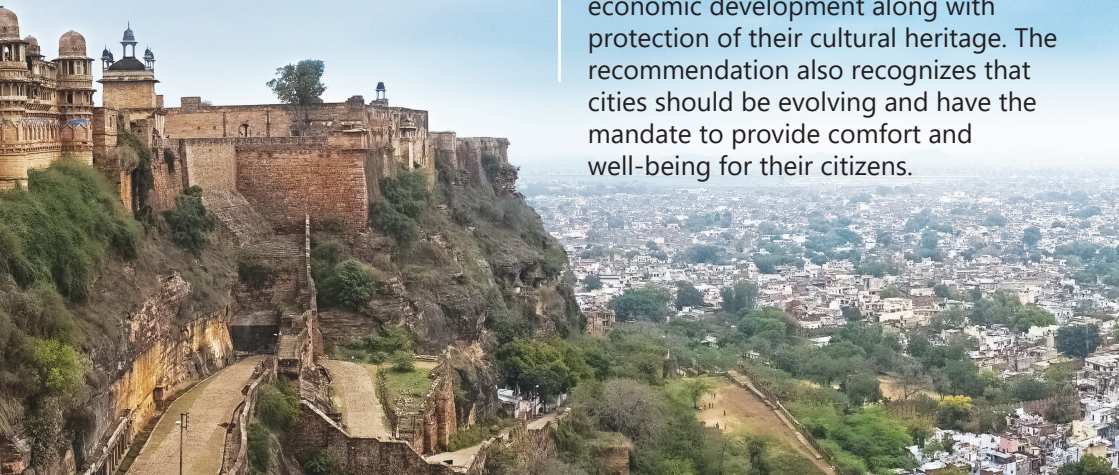 economic development along with
protection of their cultural heritage. The
recommendation also recognizes that
cities should be evolving and have the
mandate to provide comfort and
well-being for their citizens.